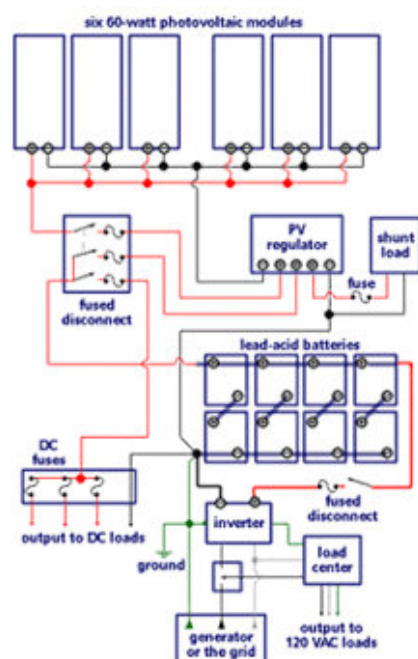 six 60-watt photovoltaic modules
PV
regulator
shunt
load
fuse
fused
disconnect
lead-acid batteries
DC
fuses
fused
disconnect
inverter
output to DC loads
ground
load
center
generator
or the grid
output to
120 VAC loads